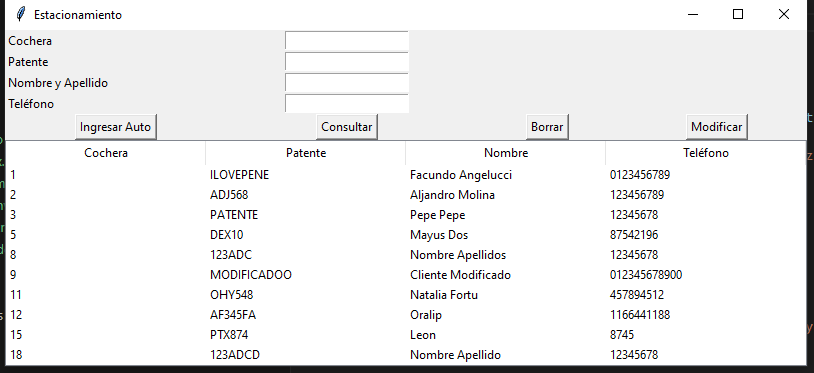 Estacionamiento
Cochera
Patente
Nombre y Apellido
Teléfono
Ingresar Auto Consultar Borrar Modificar
Cochera Patente Nombre Teléfono
1 ILOVEPENE Facundo Angelucci 0123456789
2 ADJ568 Aljandro Molina 123456789
3 PATENTE Pepe Pepe 12345678
5 DEX10 Mayus Dos 87542196
8 123ADC Nombre Apellidos 12345678
9 MODIFICADOO Cliente Modificado 012345678900
11 OHY548 Natalia Fortu 457894512
12 AF345FA Oralip 1166441188
15 PTX874 Leon 8745
18 123ADCD Nombre Apellido 12345678